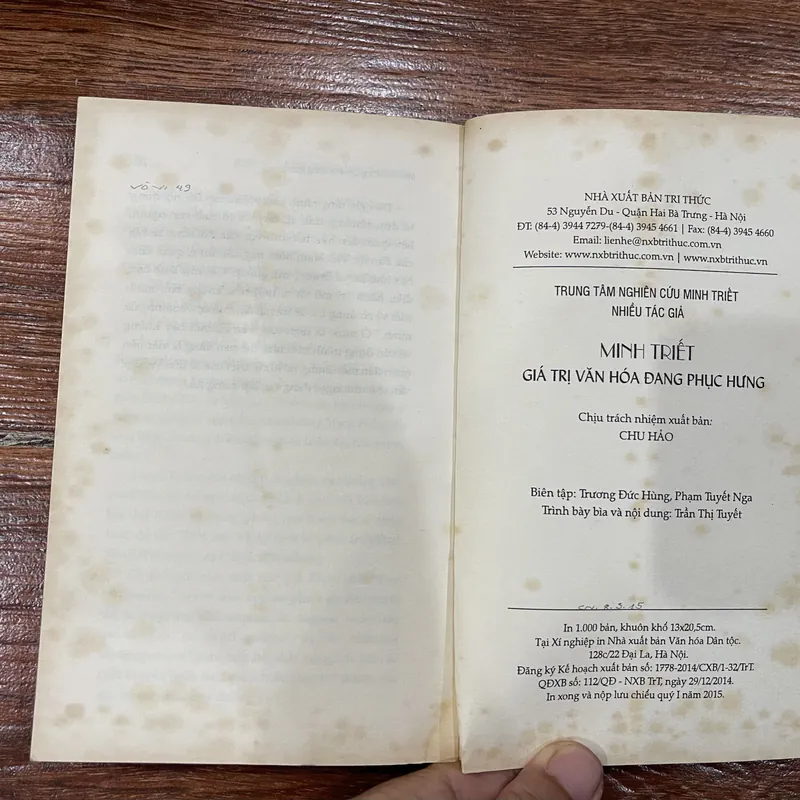 vô vi 49
NHÀ XUẤT BẢN TRI THỨC
53 Nguyễn Du - Quận Hai Bà Trưng - Hà Nội
ĐT: (84-4) 3944 7279-(84-4) 3945 4661 | Fax: (84-4) 3945 4660
Email: lienhe@nxbtrithuc.com.vn
Website: www.nxbtrithuc.com.vn | www.nxbtrithuc.vn
TRUNG TÂM NGHIÊN CỨU MINH TRIẾT
NHIỀU TÁC GIẢ
MINH TRIẾT
GIÁ TRỊ VĂN HÓA ĐANG PHỤC HƯNG
Chịu trách nhiệm xuất bản:
CHU HẢO
Biên tập: Trương Đức Hùng, Phạm Tuyết Nga
Trình bày bìa và nội dung: Trần Thị Tuyết
8.3.15
In 1.000 bản, khuôn khổ 13x20,5cm.
Tại Xí nghiệp in Nhà xuất bản Văn hóa Dân tộc.
128c/22 Đại La, Hà Nội.
Đăng ký Kế hoạch xuất bản số: 1778-2014/CXB/1-32/TrT.
QĐXB số: 112/QĐ - NXB TrT, ngày 29/12/2014.
In xong và nộp lưu chiểu quý I năm 2015.